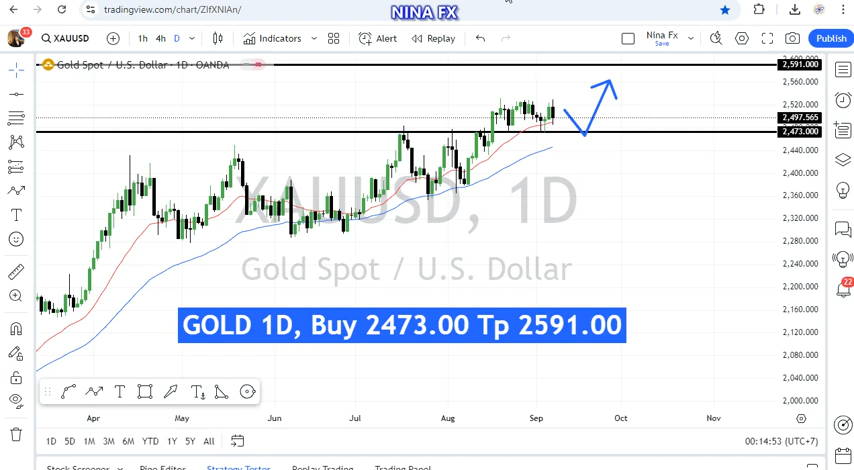 NINA FX
tradingview.com/chart/ZIfXNIAn/
33
XAUUSD
1h 4h D
Indicators
Alert
Replay
Nina Fx
Save
Publish
Gold Spot / U.S. Dollar · 1D · OANDA
2,591.000
2,560.000
2,520.000
2,497.565
2,473.000
2,440.000
2,400.000
2,360.000
2,320.000
2,280.000
2,240.000
2,200.000
2,160.000
2,120.000
2,080.000
2,040.000
2,000.000
XAUUSD, 1D
Gold Spot / U.S. Dollar
GOLD 1D, Buy 2473.00 Tp 2591.00
22
Apr May Jun Jul Aug Sep Oct Nov
1D 5D 1M 3M 6M YTD 1Y 5Y All
00:14:53 (UTC+7)
Stock Screener Pine Editor Strategy Tester Replay Trading Trading Panel